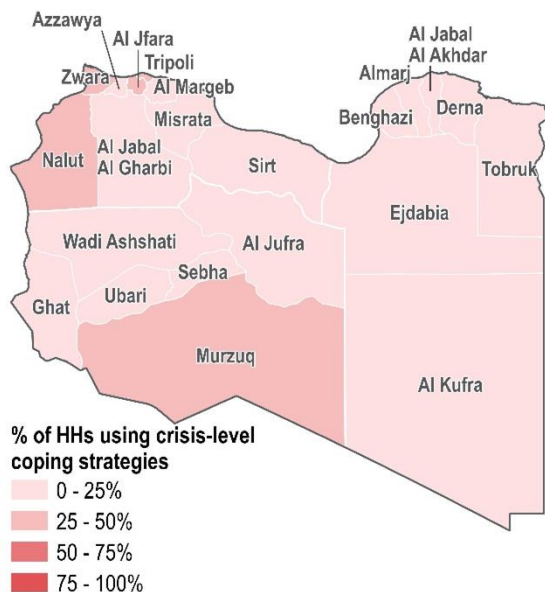 Azzawya
Al Jfara
Tripoli
Zwara
Al Margeb
Misrata
Nalut
Al Jabal
Al Gharbi
Sirt
Al Jabal
Al Akhdar
Almarj
Benghazi
Derna
Tobruk
Ejdabia
Wadi Ashshati
Al Jufra
Sebha
Ubari
Ghat
Murzuq
Al Kufra
% of HHs using crisis-level
coping strategies
0 - 25%
25 - 50%
50 - 75%
75 - 100%